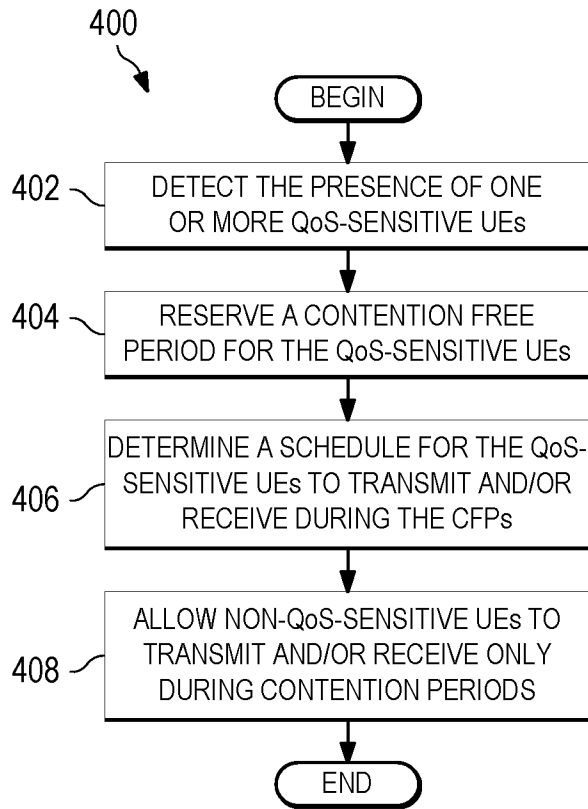 400
BEGIN
402
DETECT THE PRESENCE OF ONE
OR MORE QoS-SENSITIVE UEs
404
RESERVE A CONTENTION FREE
PERIOD FOR THE QoS-SENSITIVE UEs
406
DETERMINE A SCHEDULE FOR THE QoS-
SENSITIVE UEs TO TRANSMIT AND/OR
RECEIVE DURING THE CFPs
408
ALLOW NON-QoS-SENSITIVE UEs TO
TRANSMIT AND/OR RECEIVE ONLY
DURING CONTENTION PERIODS
END